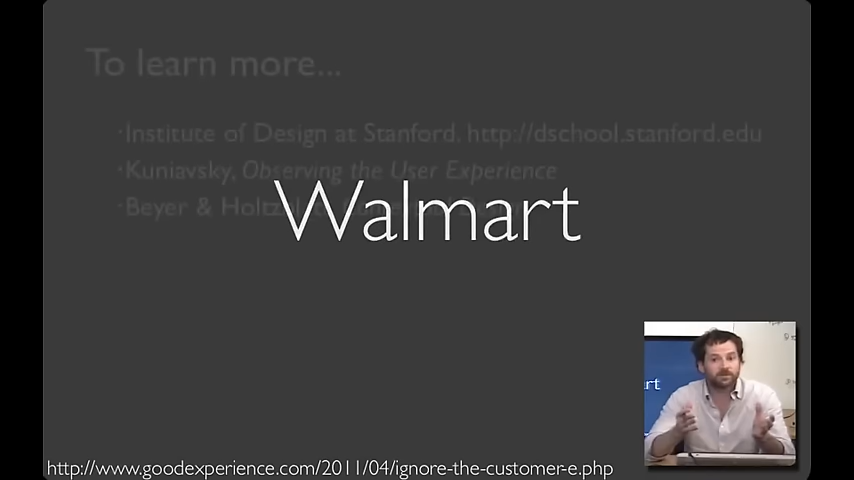 To learn more...
·Institute of Design at Stanford. http://dschool.stanford.edu
·Kuniavsky, Observing the User Experience
·Beyer &
Walmart
http://www.goodexperience.com/2011/04/ignore-the-customer-e.php